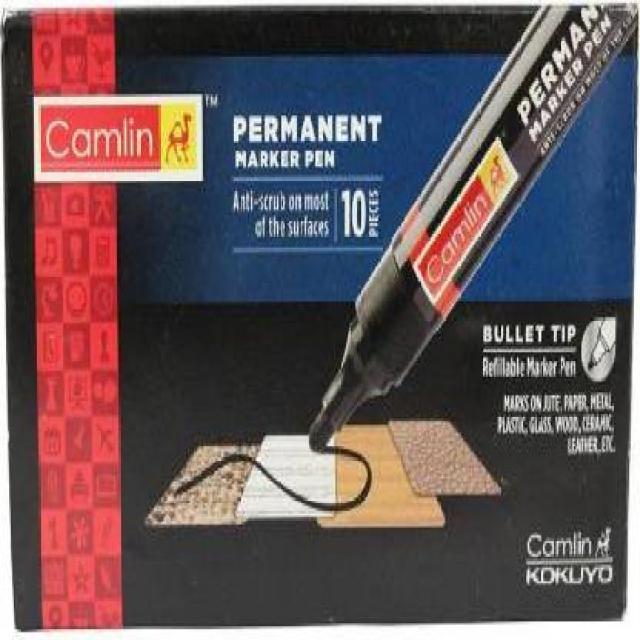 Camlin
TM
PERMANENT
MARKER PEN
Anti-scrub on most
of the surfaces
10
PIECES
PERMAN
MARKER PEN
Camlin
BULLET TIP
Refillable Marker Pen
MARKS ON JUTE, PAPER, METAL,
PLASTIC, GLASS, WOOD, CERAMIC,
LEATHER, ETC.
Camlin
KOKUYO